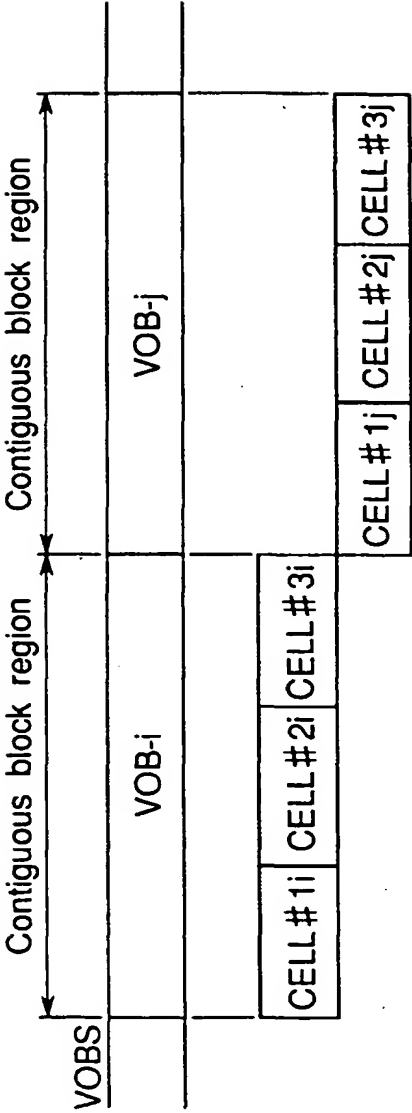 Contiguous block region
Contiguous block region
VOBS
VOB-i
VOB-j
CELL#1i
CELL#2i
CELL#3i
CELL#1j
CELL#2j
CELL#3j